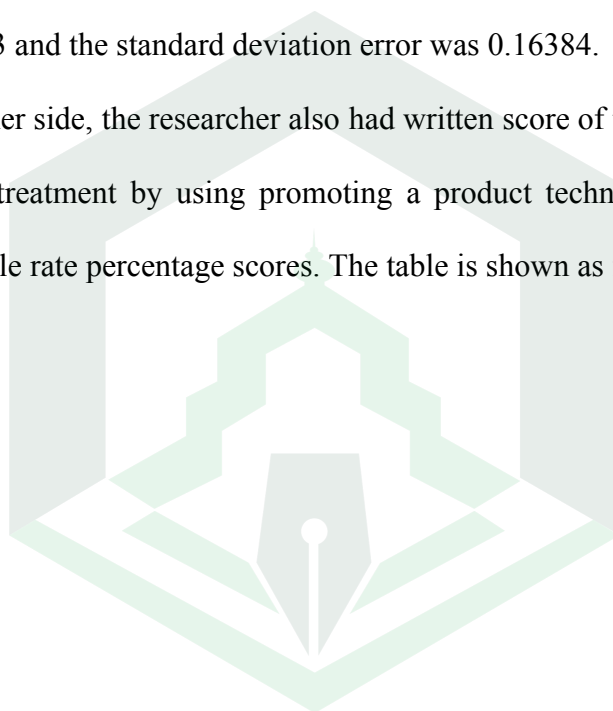 3 and the standard deviation error was 0.16384.
er side, the researcher also had written score of
treatment by using promoting a product techn
le rate percentage scores. The table is shown as